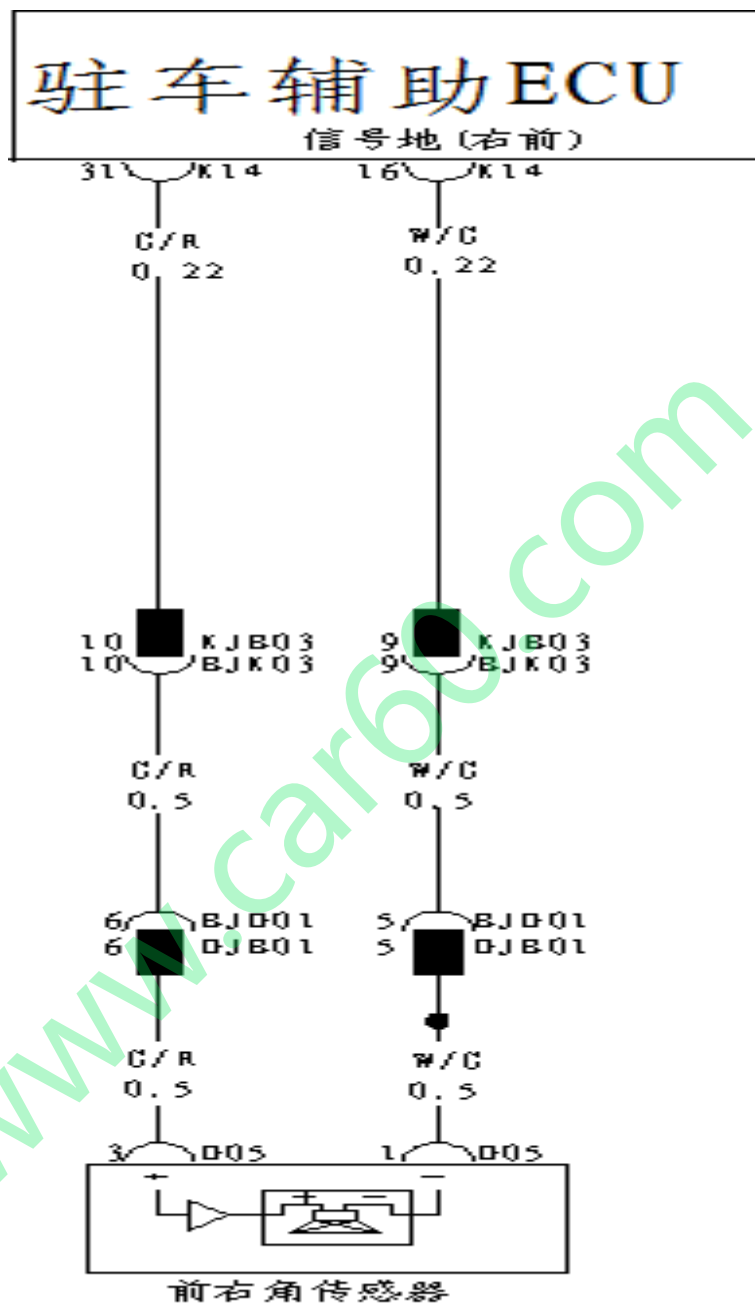 驻车辅助ECU
信号地(右前)
31 K14 16 K14
G/R W/G
0.22 0.22
10 KJB03 9 KJB03
10 BJK03 9 BJK03
G/R W/G
0.5 0.5
6 BJD01 5 BJD01
6 DJB01 5 DJB01
G/R W/G
0.5 0.5
3 D05 1 D05
+ −
+ −
前右角传感器
www.car60.com